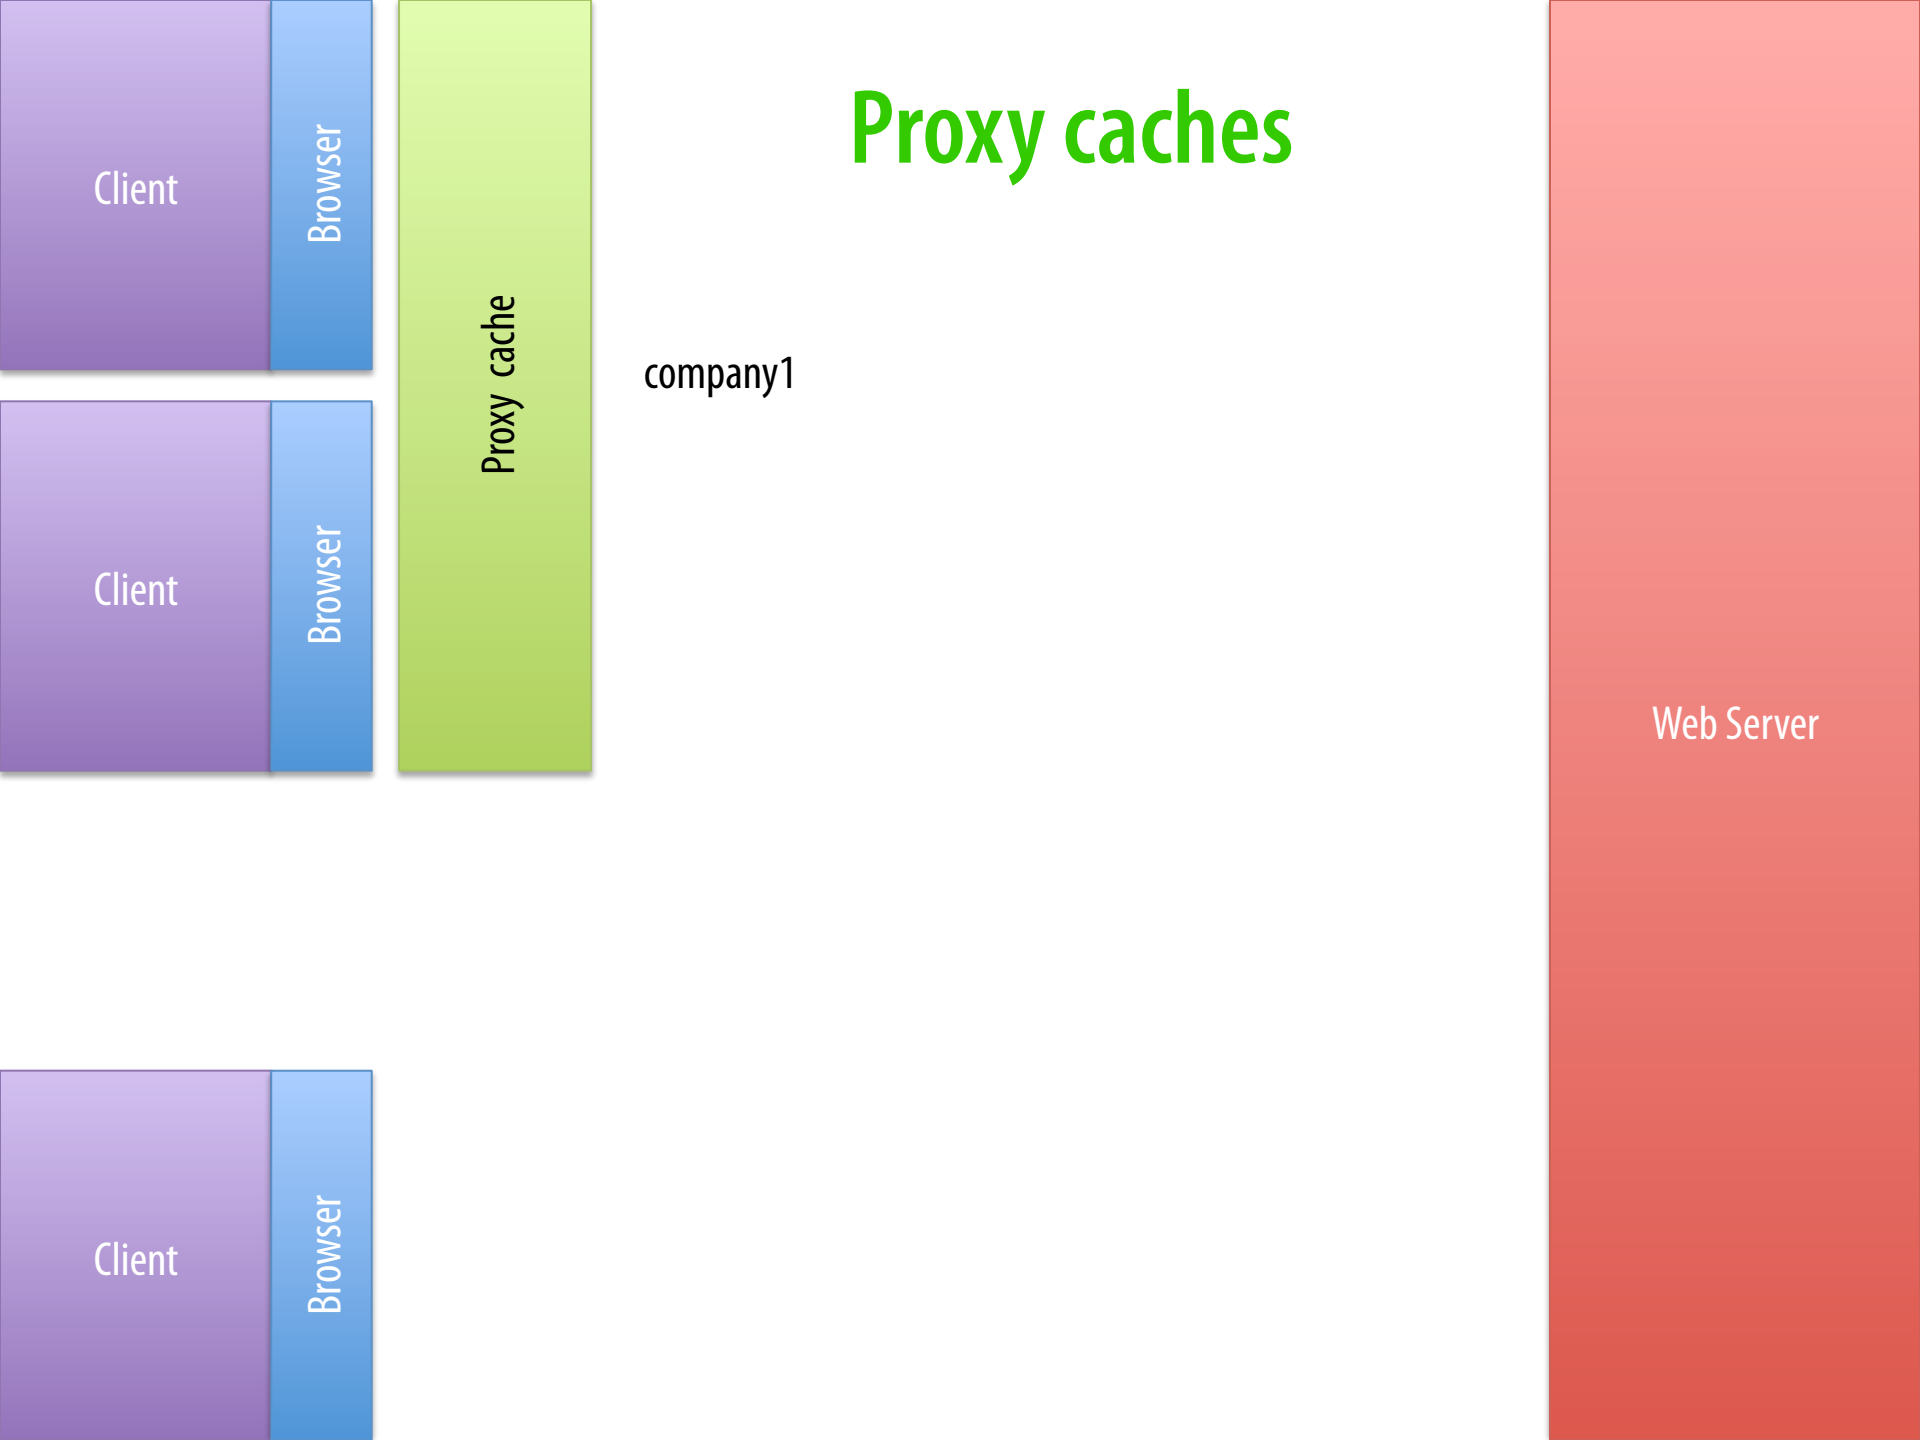 Proxy caches
Client
Browser
Proxy cache
company1
Client
Browser
Web Server
Client
Browser